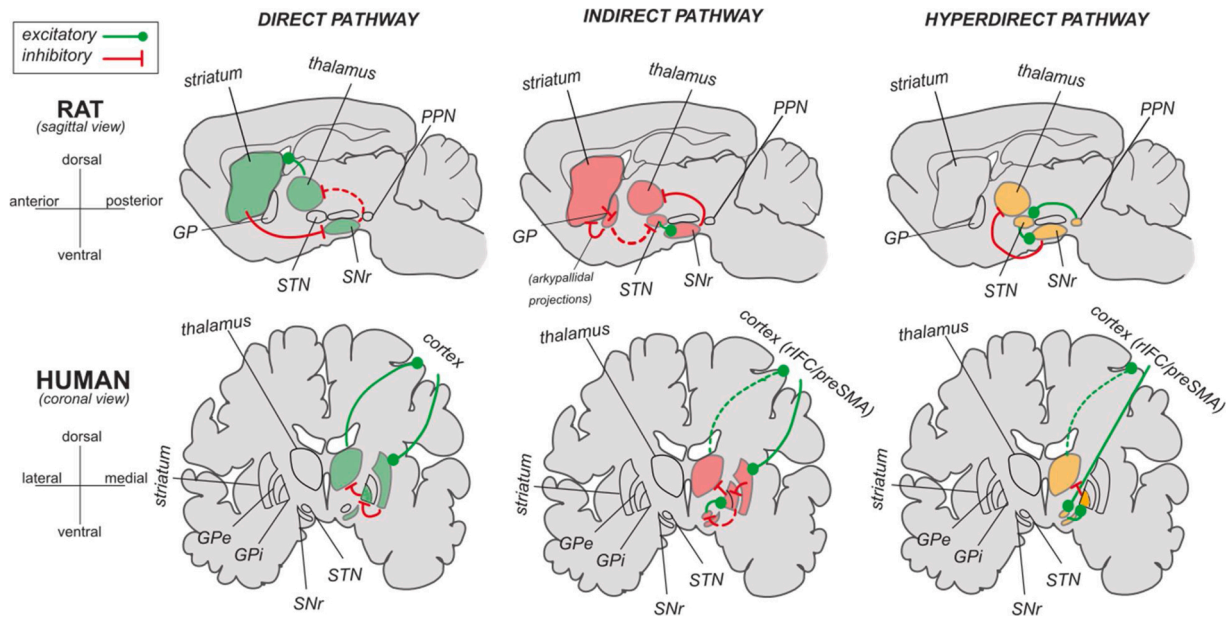 DIRECT PATHWAY
INDIRECT PATHWAY
HYPERDIRECT PATHWAY
excitatory
inhibitory
RAT
(sagittal view)
dorsal
anterior
posterior
ventral
striatum
thalamus
PPN
GP
STN
SNr
striatum
thalamus
PPN
(arkypallidal
projections)
STN
SNr
striatum
thalamus
PPN
GP
STN
SNr
HUMAN
(coronal view)
dorsal
lateral
medial
ventral
thalamus
cortex
striatum
GPe
GPi
STN
SNr
thalamus
cortex (rIFC/preSMA)
striatum
GPe
GPi
STN
SNr
thalamus
cortex (rIFC/preSMA)
striatum
GPe
GPi
STN
SNr